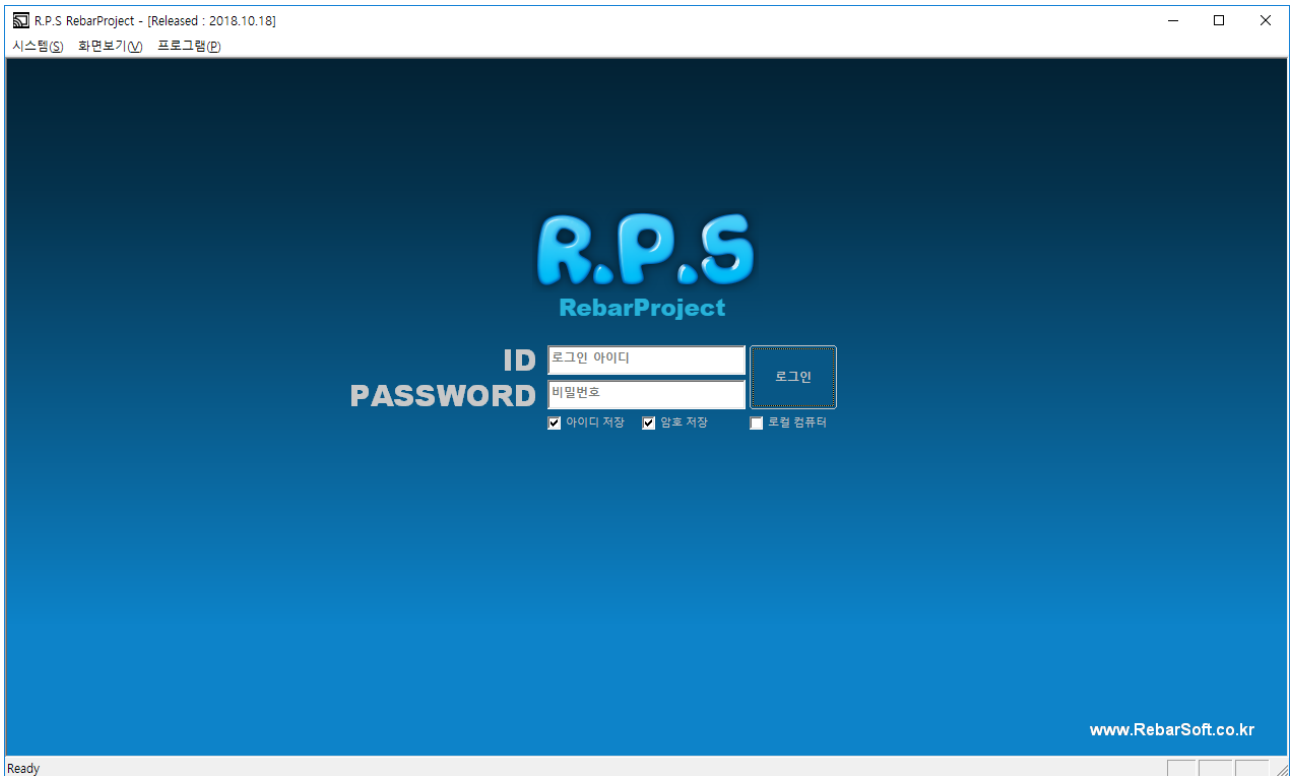 R.P.S RebarProject - [Released : 2018.10.18]
시스템(S) 화면보기(V) 프로그램(P)
R.P.S
RebarProject
ID 로그인 아이디
PASSWORD 비밀번호
로그인
아이디 저장 암호 저장 로컬 컴퓨터
www.RebarSoft.co.kr
Ready